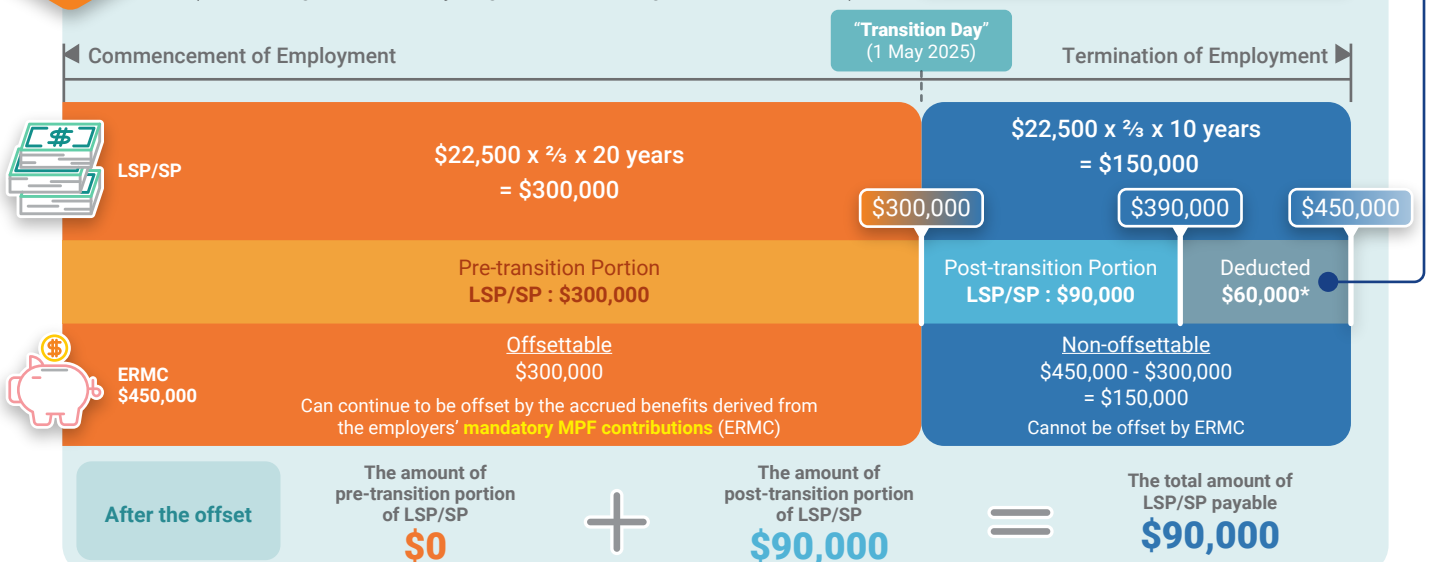 "Transition Day"
(1 May 2025)
Commencement of Employment
Termination of Employment
LSP/SP
$22,500 x ⅔ x 20 years
= $300,000
$22,500 x ⅔ x 10 years
= $150,000
$300,000
$390,000
$450,000
Pre-transition Portion
LSP/SP : $300,000
Post-transition Portion
LSP/SP : $90,000
Deducted
$60,000*
ERMC
$450,000
Offsettable
$300,000
Can continue to be offset by the accrued benefits derived from
the employers' mandatory MPF contributions (ERMC)
Non-offsettable
$450,000 - $300,000
= $150,000
Cannot be offset by ERMC
After the offset
The amount of
pre-transition portion
of LSP/SP
$0
The amount of
post-transition portion
of LSP/SP
$90,000
The total amount of
LSP/SP payable
$90,000